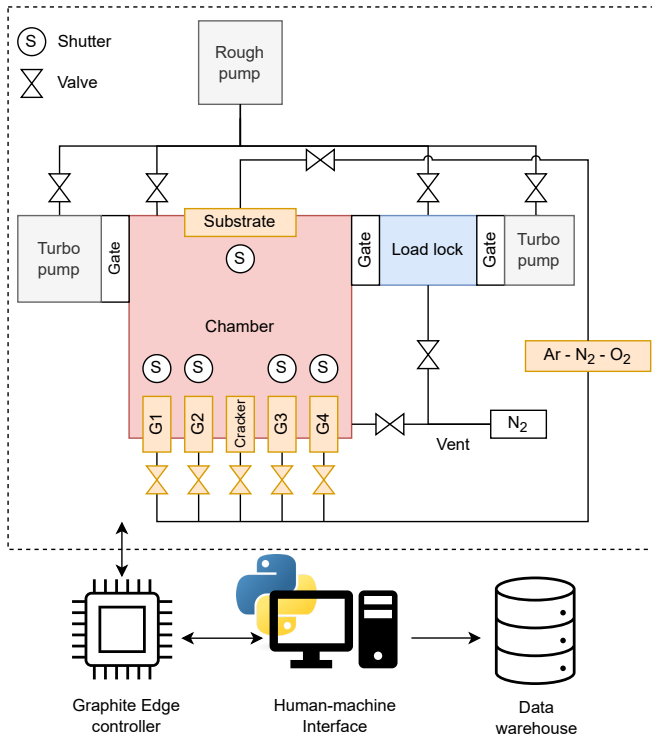 S Shutter
Valve
Rough
pump
Substrate
S
Turbo
pump
Gate
Gate
Load lock
Gate
Turbo
pump
Chamber
Ar - N₂ - O₂
S
S
S
S
G1
G2
Cracker
G3
G4
N₂
Vent
Graphite Edge
controller
Human-machine
Interface
Data
warehouse